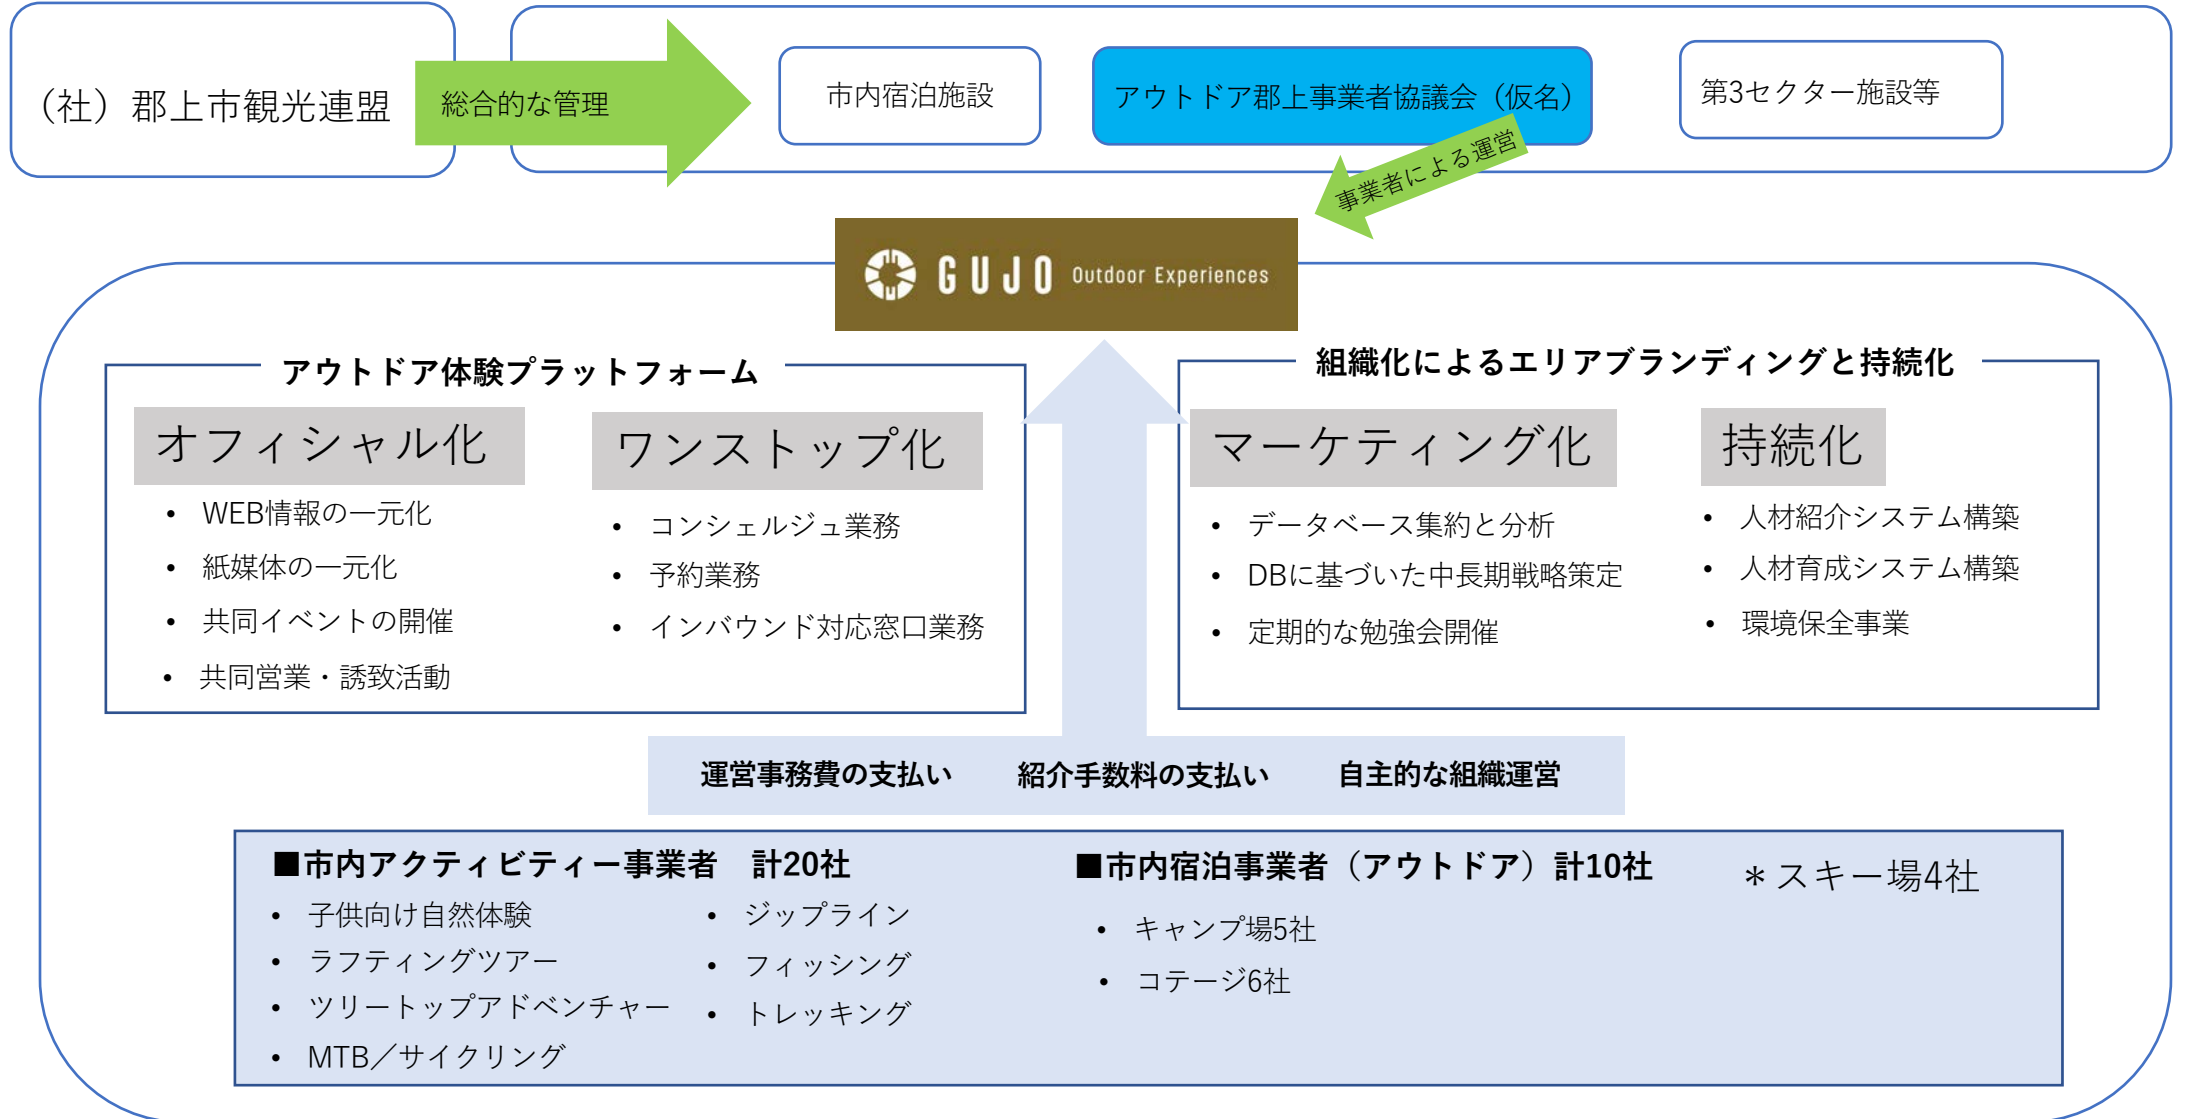 （社）郡上市観光連盟
総合的な管理
市内宿泊施設
アウトドア郡上事業者協議会（仮名）
第3セクター施設等
事業者による運営
GUJO Outdoor Experiences
アウトドア体験プラットフォーム
オフィシャル化
• WEB情報の一元化
• 紙媒体の一元化
• 共同イベントの開催
• 共同営業・誘致活動
ワンストップ化
• コンシェルジュ業務
• 予約業務
• インバウンド対応窓口業務
組織化によるエリアブランディングと持続化
マーケティング化
• データベース集約と分析
• DBに基づいた中長期戦略策定
• 定期的な勉強会開催
持続化
• 人材紹介システム構築
• 人材育成システム構築
• 環境保全事業
運営事務費の支払い　紹介手数料の支払い　自主的な組織運営
■市内アクティビティー事業者　計20社
• 子供向け自然体験
• ラフティングツアー
• ツリートップアドベンチャー
• MTB／サイクリング
• ジップライン
• フィッシング
• トレッキング
■市内宿泊事業者（アウトドア）計10社
• キャンプ場5社
• コテージ6社
＊スキー場4社